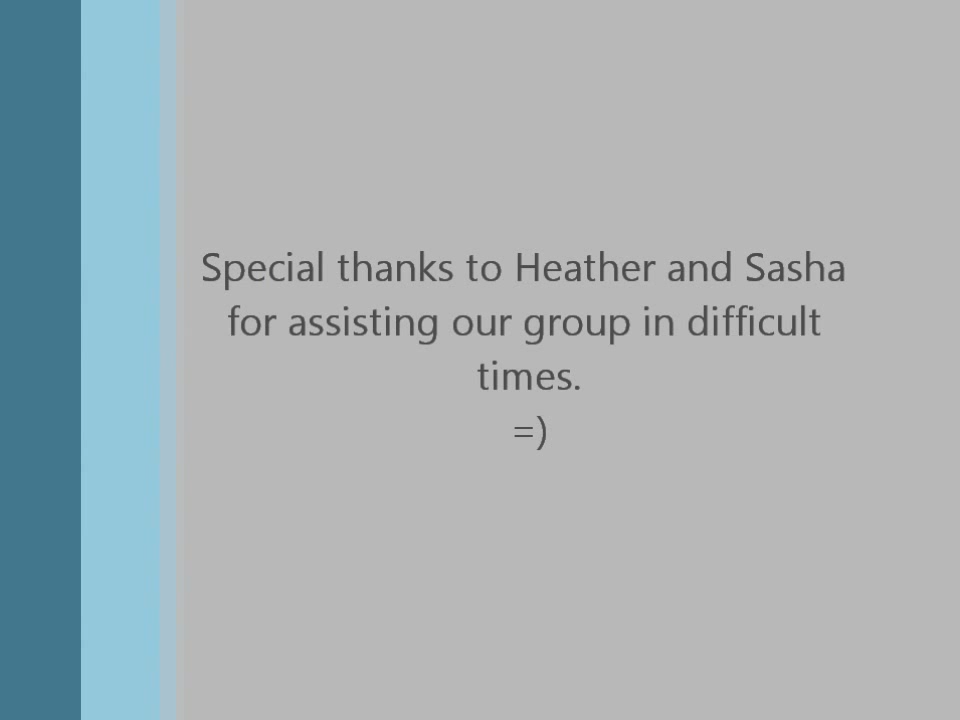 Special thanks to Heather and Sasha
for assisting our group in difficult
times.
=)